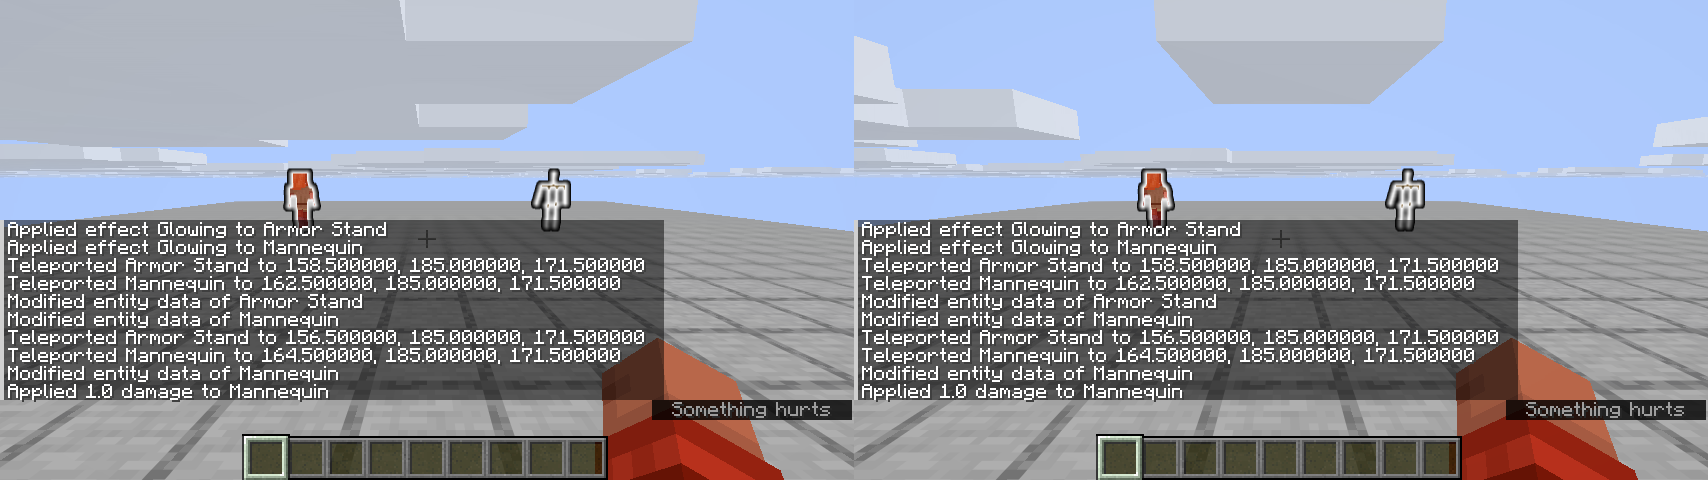 Applied effect Glowing to Armor Stand
Applied effect Glowing to Mannequin
Teleported Armor Stand to 158.500000, 185.000000, 171.500000
Teleported Mannequin to 162.500000, 185.000000, 171.500000
Modified entity data of Armor Stand
Modified entity data of Mannequin
Teleported Armor Stand to 156.500000, 185.000000, 171.500000
Teleported Mannequin to 164.500000, 185.000000, 171.500000
Modified entity data of Mannequin
Applied 1.0 damage to Mannequin
Something hurts
Applied effect Glowing to Armor Stand
Applied effect Glowing to Mannequin
Teleported Armor Stand to 158.500000, 185.000000, 171.500000
Teleported Mannequin to 162.500000, 185.000000, 171.500000
Modified entity data of Armor Stand
Modified entity data of Mannequin
Teleported Armor Stand to 156.500000, 185.000000, 171.500000
Teleported Mannequin to 164.500000, 185.000000, 171.500000
Modified entity data of Mannequin
Applied 1.0 damage to Mannequin
Something hurts